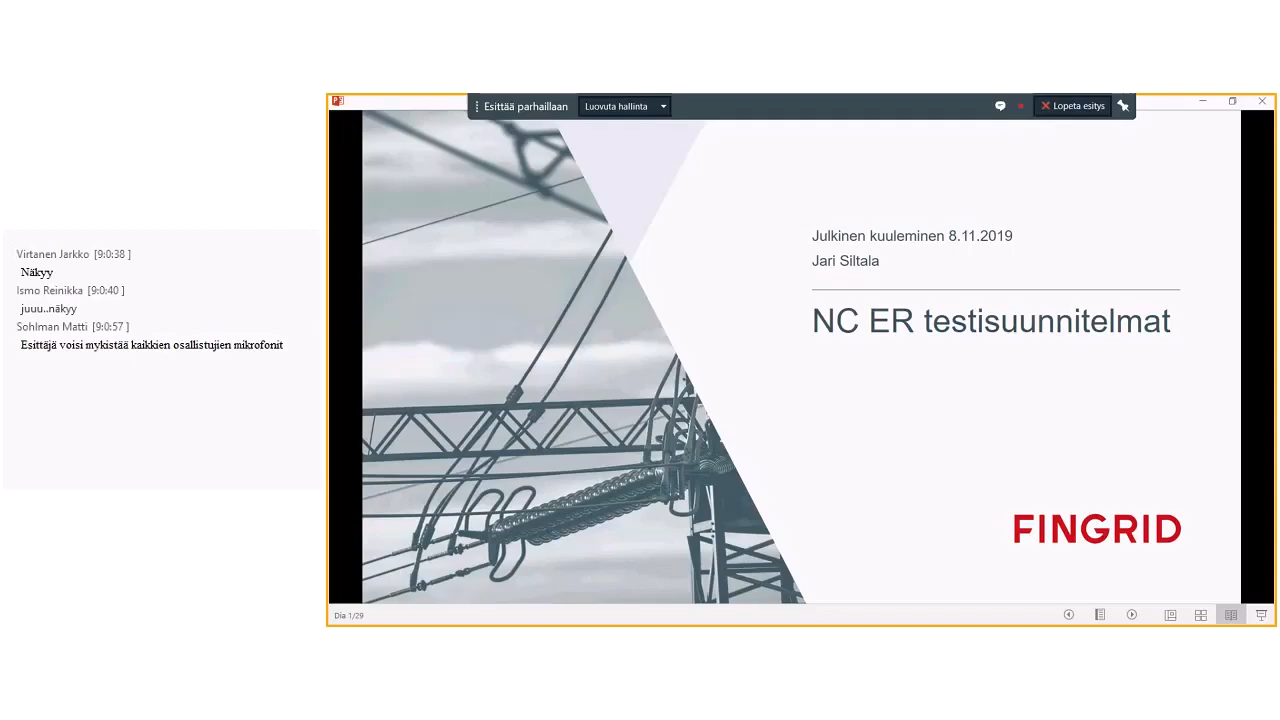 Virtanen Jarkko [9:0:38 ]
Näkyy
Ismo Reinikka [9:0:40 ]
juuu..näkyy
Sohlman Matti [9:0:57 ]
Esittäjä voisi mykistää kaikkien osallistujien mikrofonit
Esittää parhaillaan
Luovuta hallinta
Lopeta esitys
Julkinen kuuleminen 8.11.2019
Jari Siltala
NC ER testisuunnitelmat
FINGRID
Dia 1/29